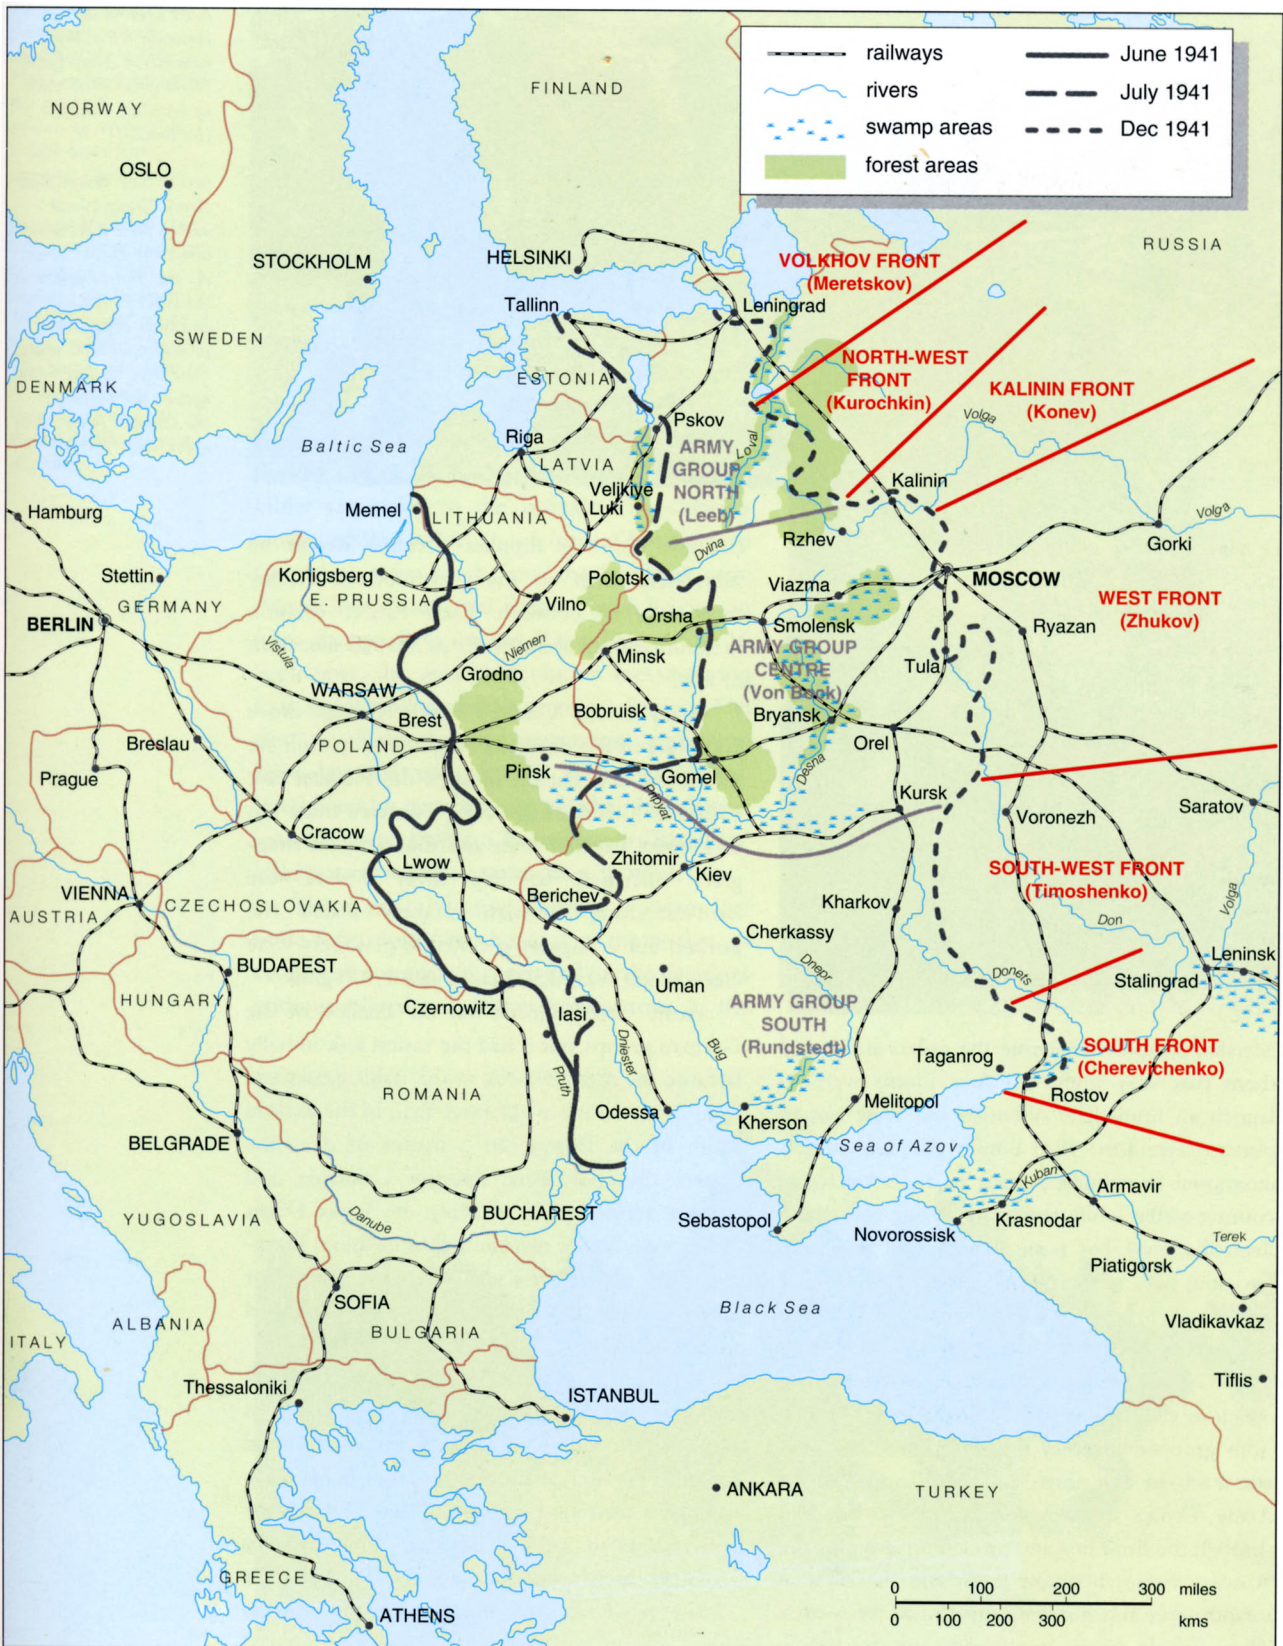 railways
rivers
swamp areas
forest areas
June 1941
July 1941
Dec 1941
NORWAY
FINLAND
OSLO
RUSSIA
STOCKHOLM
HELSINKI
VOLKHOV FRONT
(Meretskov)
Tallinn
Leningrad
SWEDEN
DENMARK
ESTONIA
NORTH-WEST
FRONT
(Kurochkin)
KALININ FRONT
(Konev)
Volga
Pskov
Baltic Sea
Riga
LATVIA
ARMY
GROUP
NORTH
(Leeb)
Loval
Velikiye
Luki
Kalinin
Hamburg
Memel
LITHUANIA
Volga
Gorki
Rzhev
Dvina
Stettin
Konigsberg
E. PRUSSIA
Polotsk
Viazma
MOSCOW
GERMANY
BERLIN
Vilno
Orsha
Smolensk
WEST FRONT
(Zhukov)
Ryazan
Vistula
Niemen
Grodno
Minsk
ARMY GROUP
CENTRE
(Von Bock)
Tula
WARSAW
Brest
Bobruisk
Bryansk
Orel
Breslau
POLAND
Prague
Pinsk
Gomel
Desna
Pripyat
Kursk
Saratov
Voronezh
Cracow
Lwow
Zhitomir
Kiev
SOUTH-WEST FRONT
(Timoshenko)
VIENNA
AUSTRIA
CZECHOSLOVAKIA
Berichev
Kharkov
Volga
Don
Cherkassy
Dnepr
Leninsk
Stalingrad
BUDAPEST
Donets
HUNGARY
Czernowitz
Iasi
Uman
ARMY GROUP
SOUTH
(Rundstedt)
Dniester
Bug
Pruth
Taganrog
SOUTH FRONT
(Cherevichenko)
Rostov
ROMANIA
Odessa
Kherson
Melitopol
BELGRADE
Sea of Azov
Kuban
Armavir
YUGOSLAVIA
Danube
BUCHAREST
Sebastopol
Krasnodar
Novorossisk
Terek
Piatigorsk
SOFIA
Black Sea
Vladikavkaz
ALBANIA
ITALY
BULGARIA
Thessaloniki
ISTANBUL
Tiflis
ANKARA
TURKEY
GREECE
ATHENS
0 100 200 300 miles
0 100 200 300 kms